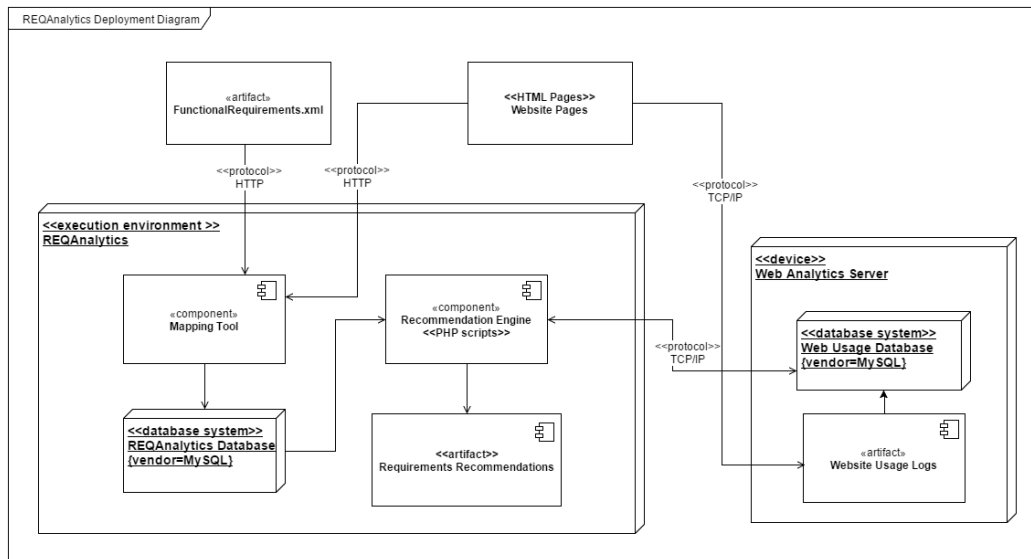 REQAnalytics Deployment Diagram
«artifact»
FunctionalRequirements.xml
<<HTML Pages>>
Website Pages
<<protocol>>
HTTP
<<protocol>>
HTTP
<<protocol>>
TCP/IP
<<execution environment >>
REQAnalytics
<<device>>
Web Analytics Server
«component»
Mapping Tool
«component»
Recommendation Engine
<<PHP scripts>>
<<protocol>>
TCP/IP
<<database system>>
Web Usage Database
{vendor=MySQL}
<<database system>>
REQAnalytics Database
{vendor=MySQL}
<<artifact>>
Requirements Recommendations
«artifact»
Website Usage Logs